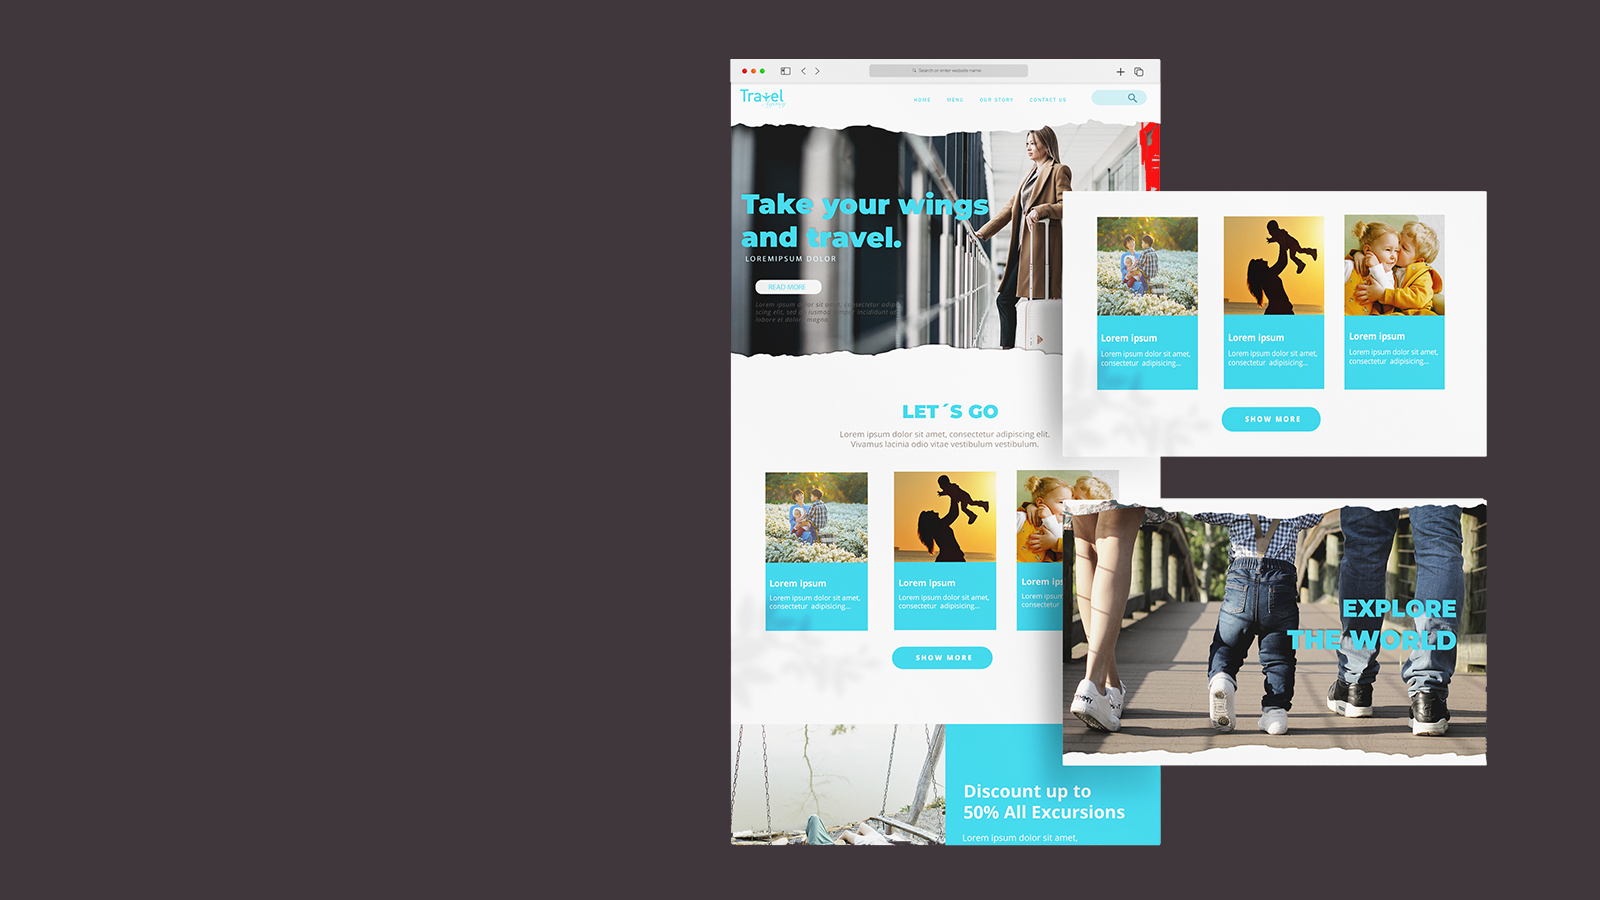 Search or enter website name
Travel
Agency
HOME
MENU
OUR STORY
CONTACT US
Take your wings
and travel.
LOREMIPSUM DOLOR
READ MORE
Lorem ipsum dolor sit amet, consectetur adipi
scing elit, sed do iusmod tempor incididunt ut
labore et dolore magna.
LET´S GO
Lorem ipsum dolor sit amet, consectetur adipiscing elit.
Vivamus lacinia odio vitae vestibulum vestibulum.
Lorem ipsum
Lorem ipsum dolor sit amet,
consectetur adipisicing...
Lorem ipsum
Lorem ipsum dolor sit amet,
consectetur adipisicing...
Lorem ips
Lorem ipsum
consectetur
SHOW MORE
Discount up to
50% All Excursions
Lorem ipsum dolor sit amet,
Lorem ipsum
Lorem ipsum dolor sit amet,
consectetur adipisicing...
Lorem ipsum
Lorem ipsum dolor sit amet,
consectetur adipisicing...
Lorem ipsum
Lorem ipsum dolor sit amet,
consectetur adipisicing...
SHOW MORE
EXPLORE
THE WORLD